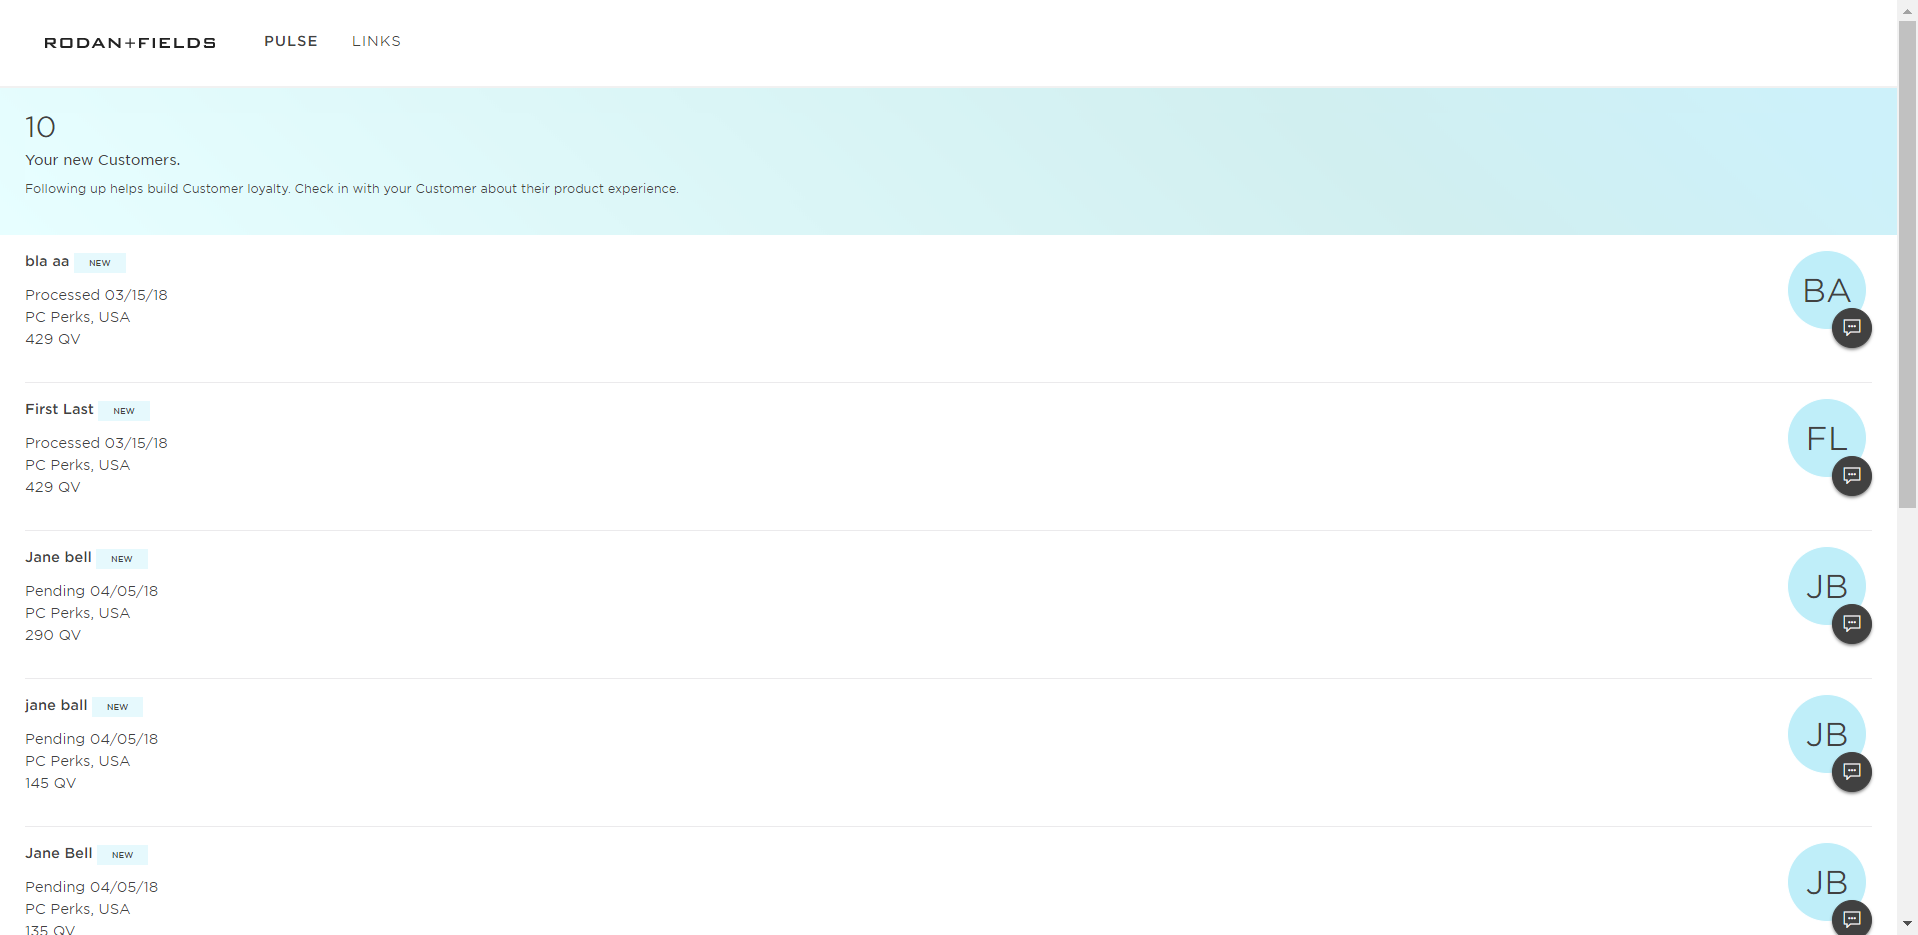 RODAN+FIELDS PULSE LINKS
10
Your new Customers.
Following up helps build Customer loyalty. Check in with your Customer about their product experience.
bla aa NEW
Processed 03/15/18
PC Perks, USA
429 QV
BA
First Last NEW
Processed 03/15/18
PC Perks, USA
429 QV
FL
Jane bell NEW
Pending 04/05/18
PC Perks, USA
290 QV
JB
jane ball NEW
Pending 04/05/18
PC Perks, USA
145 QV
JB
Jane Bell NEW
Pending 04/05/18
PC Perks, USA
135 QV
JB